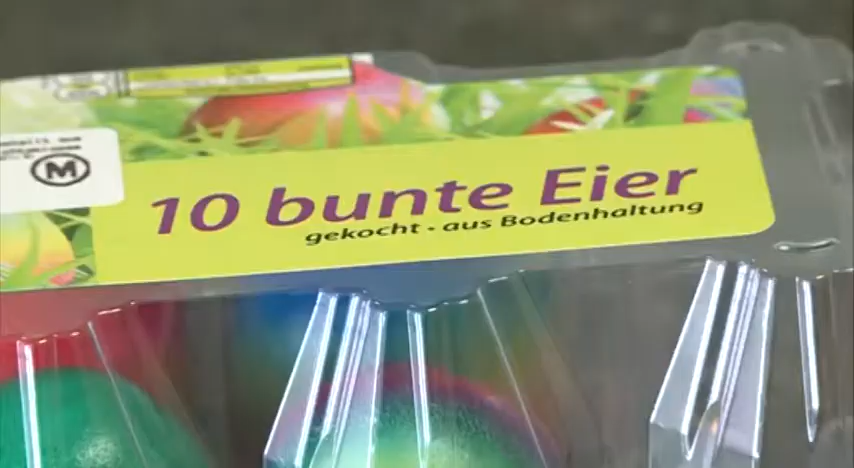 M
10 bunte Eier
gekocht • aus Bodenhaltung